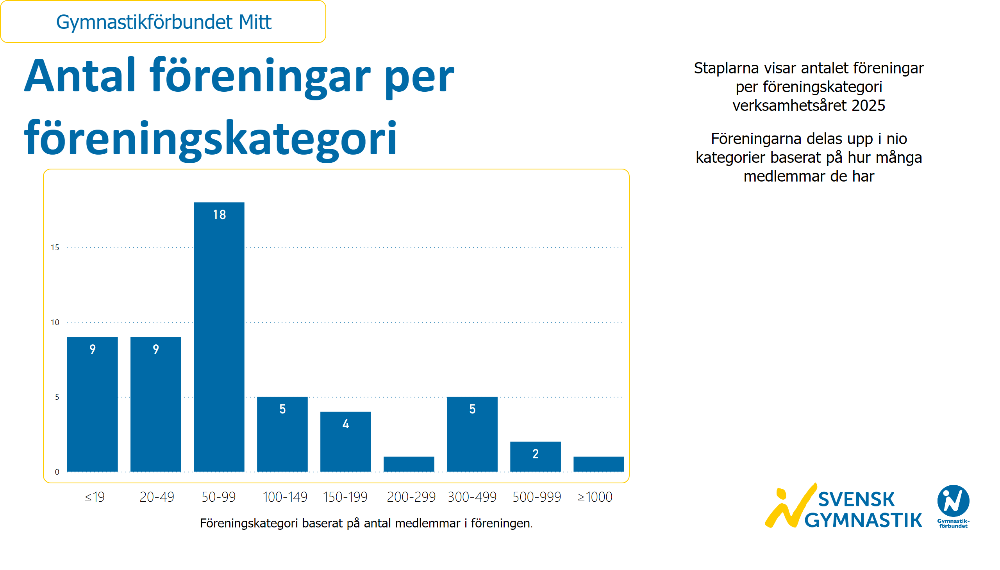 Gymnastikförbundet Mitt
Antal föreningar per
föreningskategori
Staplarna visar antalet föreningar
per föreningskategori
verksamhetsåret 2025
Föreningarna delas upp i nio
kategorier baserat på hur många
medlemmar de har
18
15
10
9 9
5
5 5
4
2
0
≤19 20-49 50-99 100-149 150-199 200-299 300-499 500-999 ≥1000
Föreningskategori baserat på antal medlemmar i föreningen.
SVENSK
GYMNASTIK
Gymnastik-
förbundet